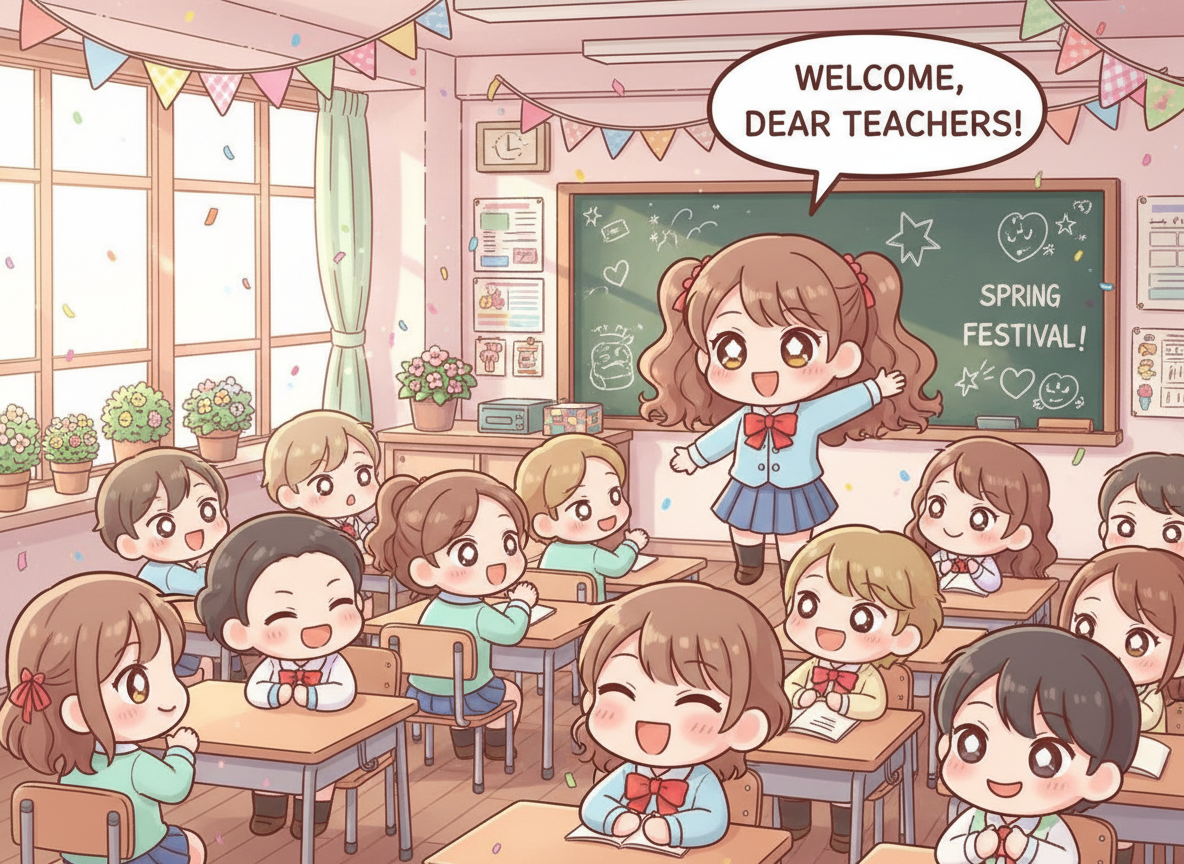 WELCOME,
DEAR TEACHERS!
SPRING
FESTIVAL!